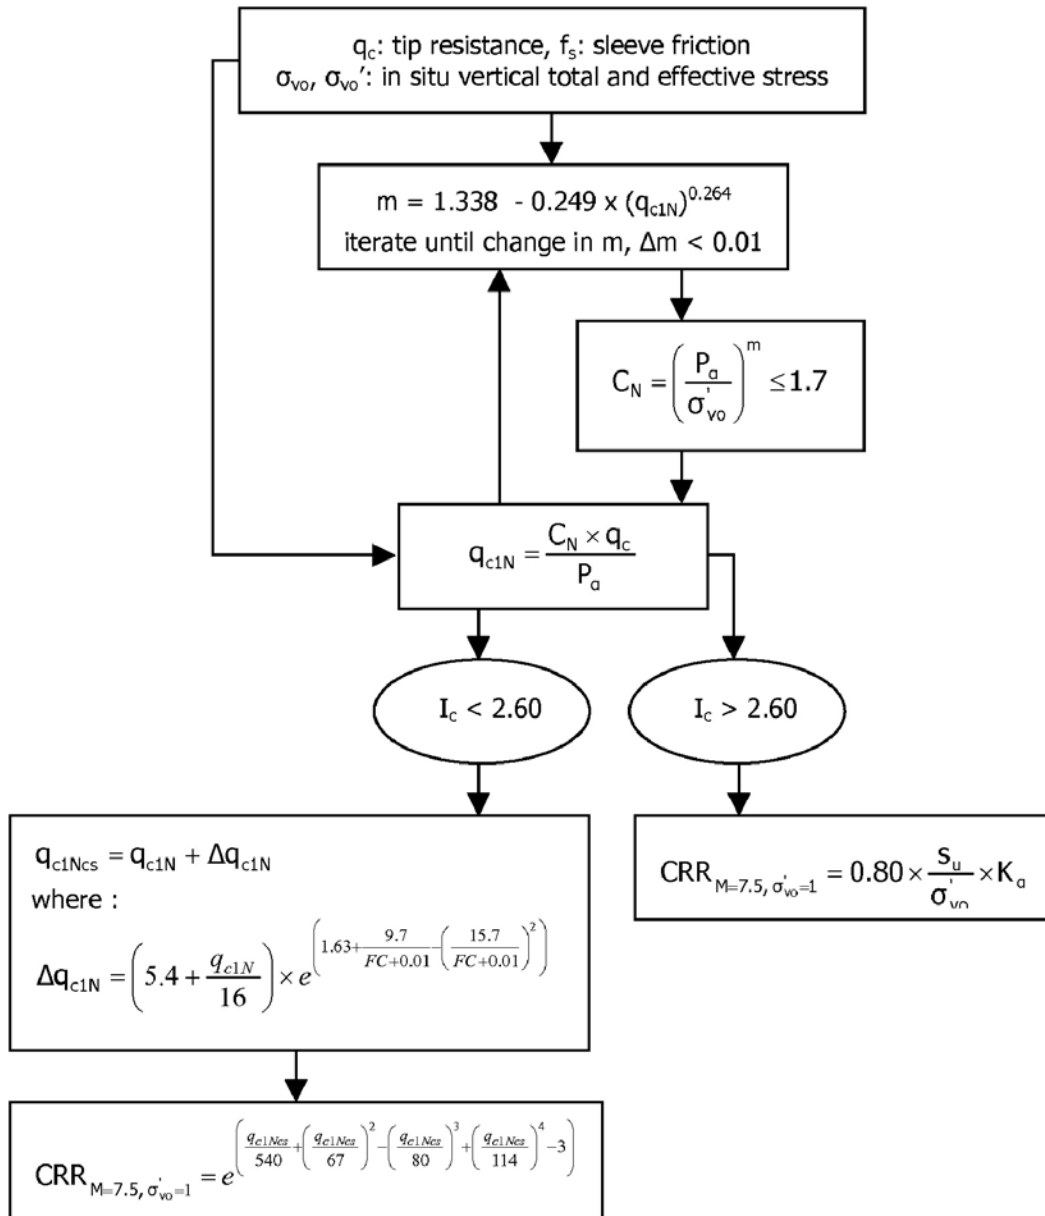 q_c: tip resistance, f_s: sleeve friction
σ_vo, σ_vo': in situ vertical total and effective stress
m = 1.338 - 0.249 x (q_c1N)^0.264
iterate until change in m, Δm < 0.01
C_N = (P_a / σ'_vo)^m ≤ 1.7
q_c1N = (C_N × q_c) / P_a
I_c < 2.60
I_c > 2.60
q_c1Ncs = q_c1N + Δq_c1N
where :
Δq_c1N = (5.4 + q_c1N / 16) × e^(1.63 + 9.7 / (FC+0.01) - (15.7 / (FC+0.01))^2)
CRR_M=7.5, σ'_vo=1 = 0.80 × s_u / σ'_vo × K_α
CRR_M=7.5, σ'_vo=1 = e^(q_c1Ncs / 540 + (q_c1Ncs / 67)^2 - (q_c1Ncs / 80)^3 + (q_c1Ncs / 114)^4 - 3)